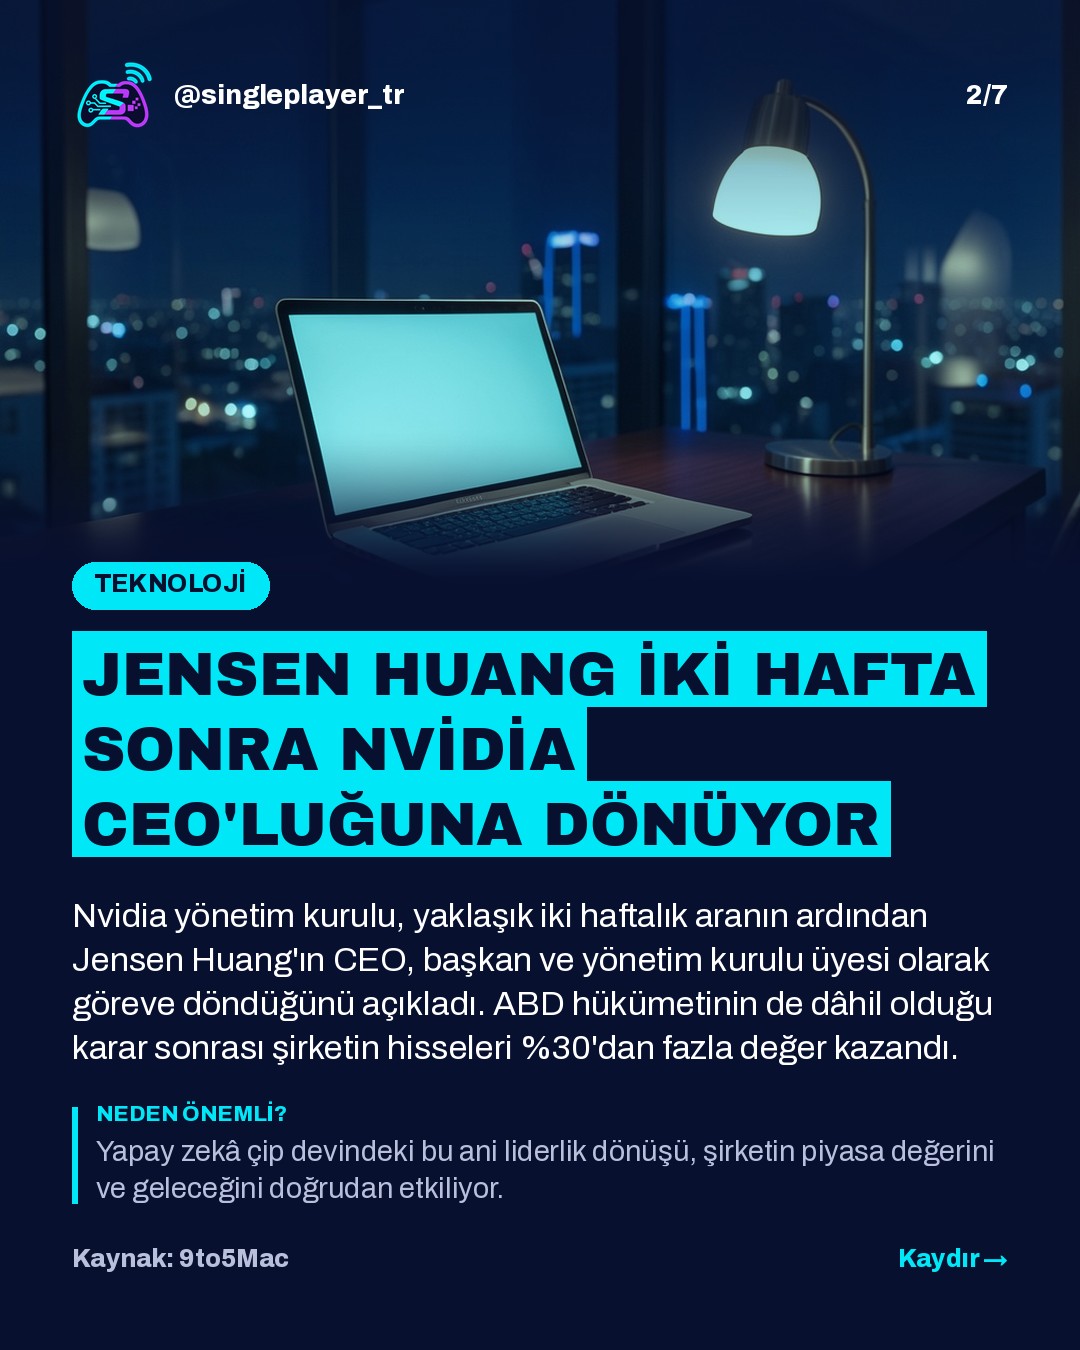 @singleplayer_tr
2/7
TEKNOLOJİ
JENSEN HUANG İKİ HAFTA
SONRA NVİDİA
CEO'LUĞUNA DÖNÜYOR
Nvidia yönetim kurulu, yaklaşık iki haftalık aranın ardından
Jensen Huang'ın CEO, başkan ve yönetim kurulu üyesi olarak
göreve döndüğünü açıkladı. ABD hükümetinin de dâhil olduğu
karar sonrası şirketin hisseleri %30'dan fazla değer kazandı.
NEDEN ÖNEMLİ?
Yapay zekâ çip devindeki bu ani liderlik dönüşü, şirketin piyasa değerini
ve geleceğini doğrudan etkiliyor.
Kaynak: 9to5Mac
Kaydır→